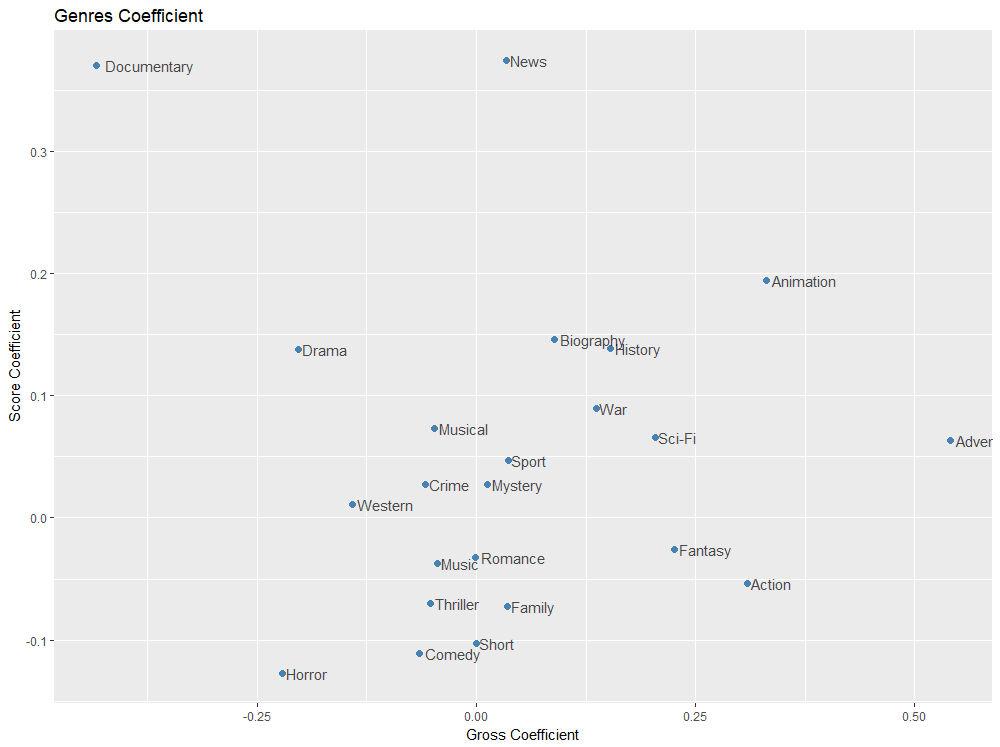 Genres Coefficient
Documentary
News
0.3
Animation
0.2
Biography
History
Drama
0.1
War
Musical
Sci-Fi
Adver
Sport
Crime
Mystery
Western
0.0
Fantasy
Romance
Music
Action
Thriller
Family
-0.1
Short
Comedy
Horror
Score Coefficient
-0.25
0.00
0.25
0.50
Gross Coefficient